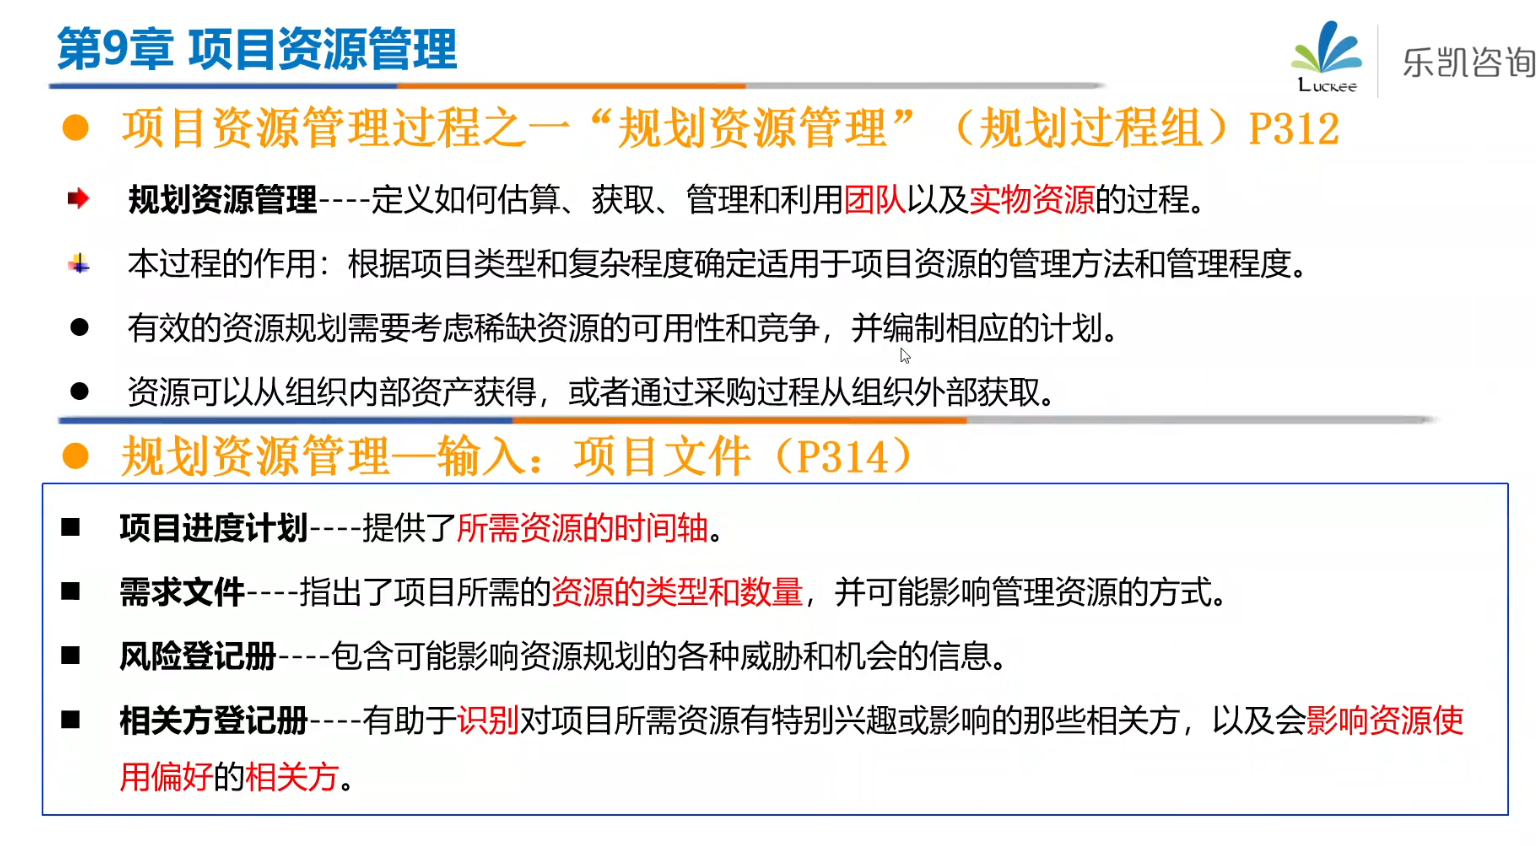 第9章 项目资源管理
Luckee
乐凯咨询
项目资源管理过程之一“规划资源管理”（规划过程组）P312
规划资源管理----定义如何估算、获取、管理和利用团队以及实物资源的过程。
本过程的作用：根据项目类型和复杂程度确定适用于项目资源的管理方法和管理程度。
有效的资源规划需要考虑稀缺资源的可用性和竞争，并编制相应的计划。
资源可以从组织内部资产获得，或者通过采购过程从组织外部获取。
规划资源管理—输入：项目文件（P314）
项目进度计划----提供了所需资源的时间轴。
需求文件----指出了项目所需的资源的类型和数量，并可能影响管理资源的方式。
风险登记册----包含可能影响资源规划的各种威胁和机会的信息。
相关方登记册----有助于识别对项目所需资源有特别兴趣或影响的那些相关方，以及会影响资源使
用偏好的相关方。